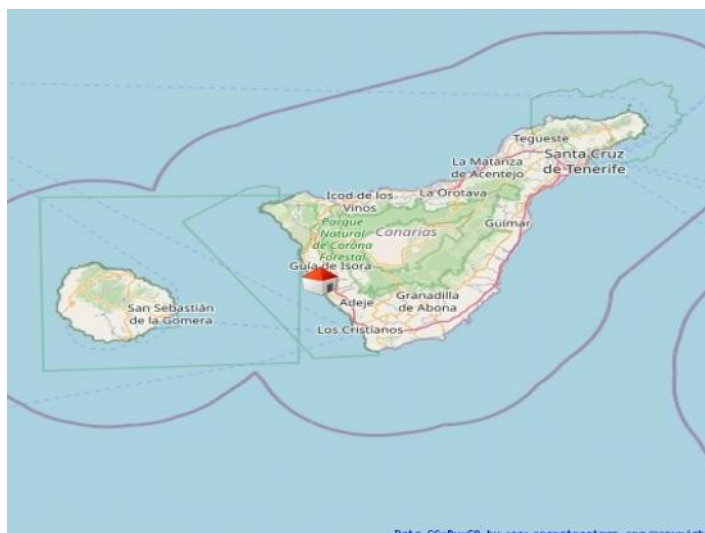 Tegueste
La Matanza
de Acentejo
Santa Cruz
de Tenerife
Icod de los
Vinos
La Orotava
Parque
Natural
de Corona
Forestal
Canarias
Güímar
Guía de Isora
Adeje
Granadilla
de Abona
San Sebastián
de la Gomera
Los Cristianos